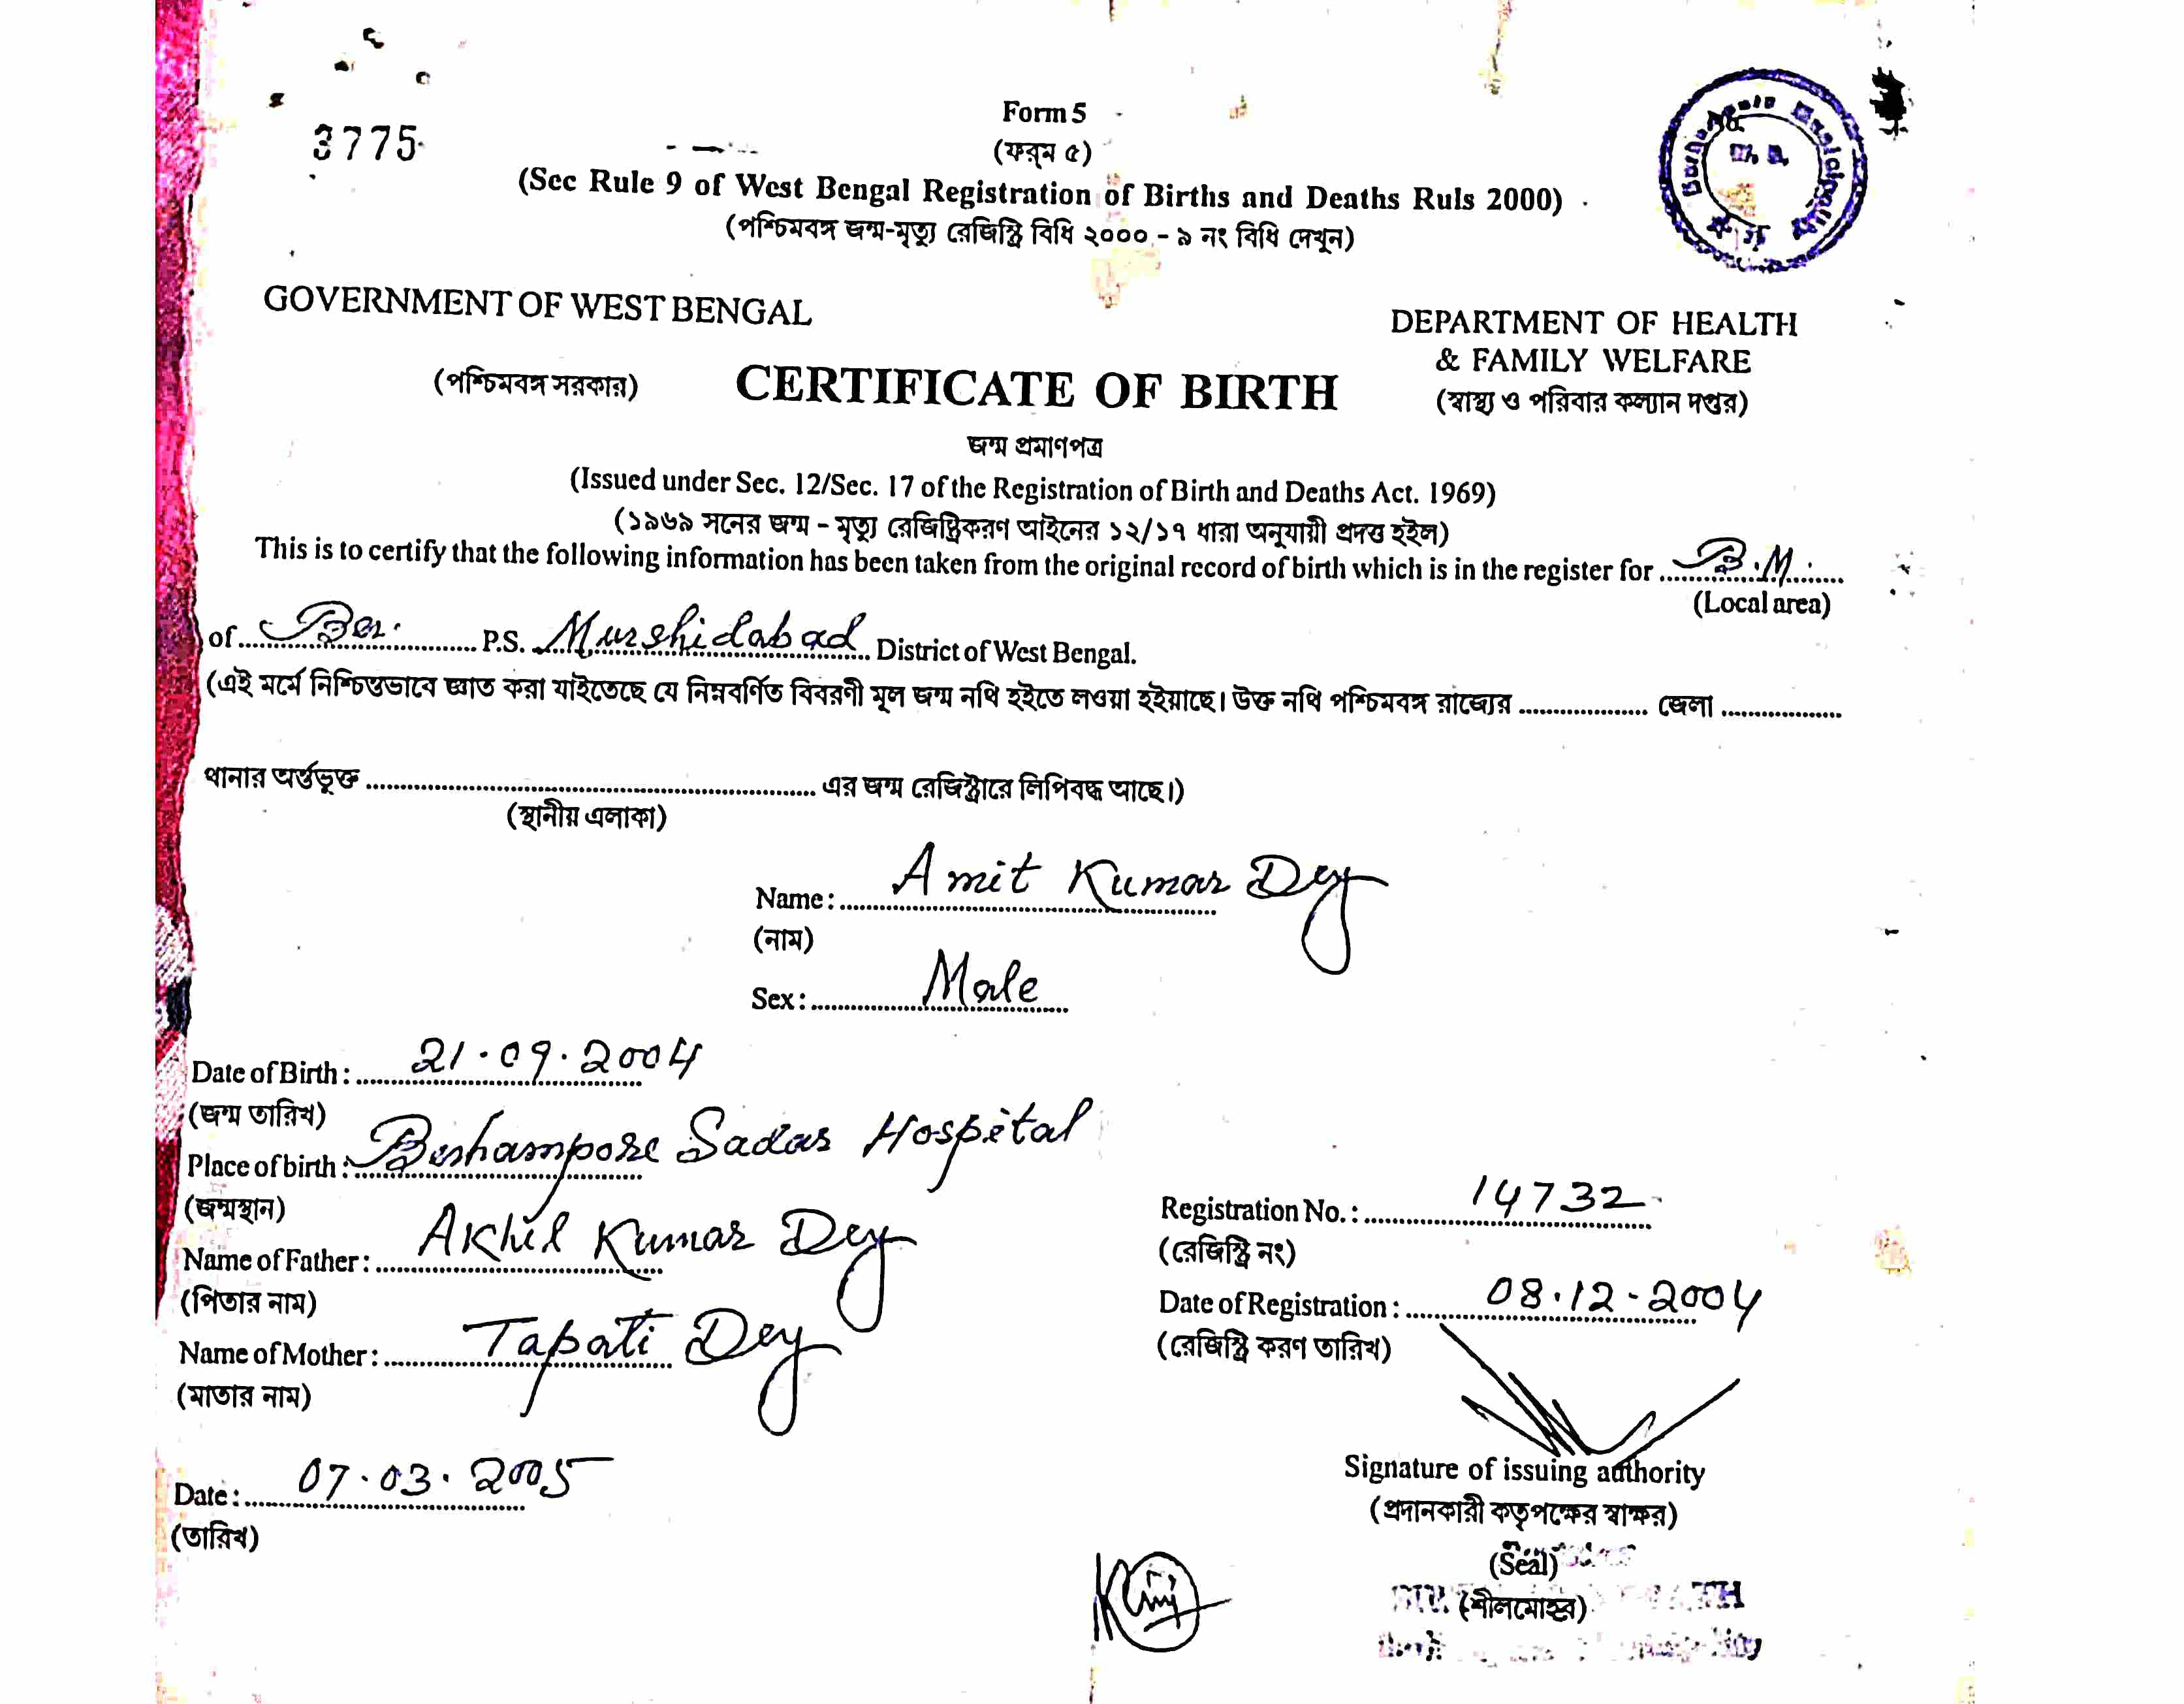 3775
Form 5
(ফর্ম ৫)
(See Rule 9 of West Bengal Registration of Births and Deaths Ruls 2000)
(পশ্চিমবঙ্গ জন্ম-মৃত্যু রেজিস্ট্রি বিধি ২০০০ - ৯ নং বিধি দেখুন)
GOVERNMENT OF WEST BENGAL
(পশ্চিমবঙ্গ সরকার)
DEPARTMENT OF HEALTH
& FAMILY WELFARE
(স্বাস্থ্য ও পরিবার কল্যান দপ্তর)
CERTIFICATE OF BIRTH
জন্ম প্রমাণপত্র
(Issued under Sec. 12/Sec. 17 of the Registration of Birth and Deaths Act. 1969)
(১৯৬৯ সনের জন্ম - মৃত্যু রেজিষ্ট্রিকরণ আইনের ১২/১৭ ধারা অনুযায়ী প্রদত্ত হইল)
This is to certify that the following information has been taken from the original record of birth which is in the register for B.M.
(Local area)
of Ber. P.S. Murshidabad District of West Bengal.
(এই মর্মে নিশ্চিতভাবে জ্ঞাত করা যাইতেছে যে নিম্নবর্ণিত বিবরণী মূল জন্ম নথি হইতে লওয়া হইয়াছে। উক্ত নথি পশ্চিমবঙ্গ রাজ্যের .................. জেলা ..................
থানার অর্ন্তভূক্ত .................. এর জন্ম রেজিস্ট্রারে লিপিবদ্ধ আছে।)
(স্থানীয় এলাকা)
Name : Amit Kumar Dey
(নাম)
Sex : Male
Date of Birth : 21.09.2004
(জন্ম তারিখ)
Place of birth : Berhampore Sadar Hospital
(জন্মস্থান)
Name of Father : Akhil Kumar Dey
(পিতার নাম)
Name of Mother : Tapati Dey
(মাতার নাম)
Registration No. : 14732
(রেজিস্ট্রি নং)
Date of Registration : 08.12-2004
(রেজিস্ট্রি করণ তারিখ)
Date : 07.03.2005
(তারিখ)
Signature of issuing authority
(প্রদানকারী কতৃপক্ষের স্বাক্ষর)
(Seal)
(শীলমোহর)